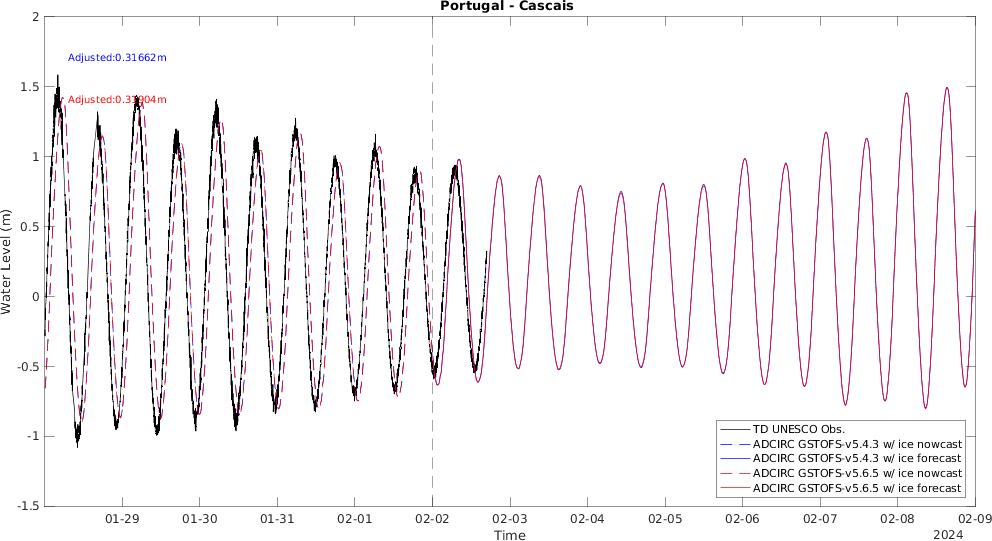 Portugal - Cascais
Adjusted:0.31662m
Adjusted:0.31904m
Water Level (m)
2
1.5
1
0.5
0
-0.5
-1
-1.5
TD UNESCO Obs.
ADCIRC GSTOFS-v5.4.3 w/ ice nowcast
ADCIRC GSTOFS-v5.4.3 w/ ice forecast
ADCIRC GSTOFS-v5.6.5 w/ ice nowcast
ADCIRC GSTOFS-v5.6.5 w/ ice forecast
01-29 01-30 01-31 02-01 02-02 02-03 02-04 02-05 02-06 02-07 02-08 02-09
Time
2024